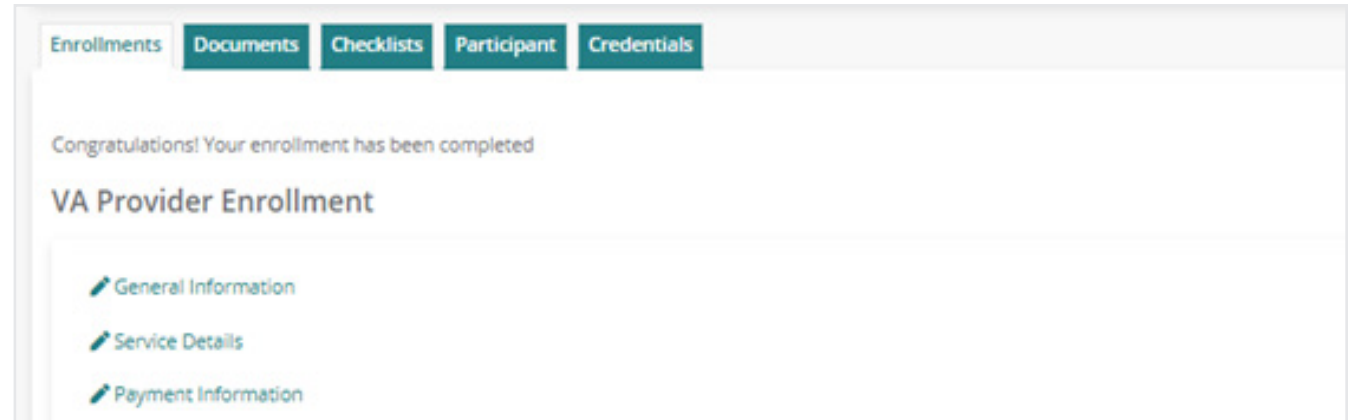 Enrollments Documents Checklists Participant Credentials
Congratulations! Your enrollment has been completed
VA Provider Enrollment
General Information
Service Details
Payment Information